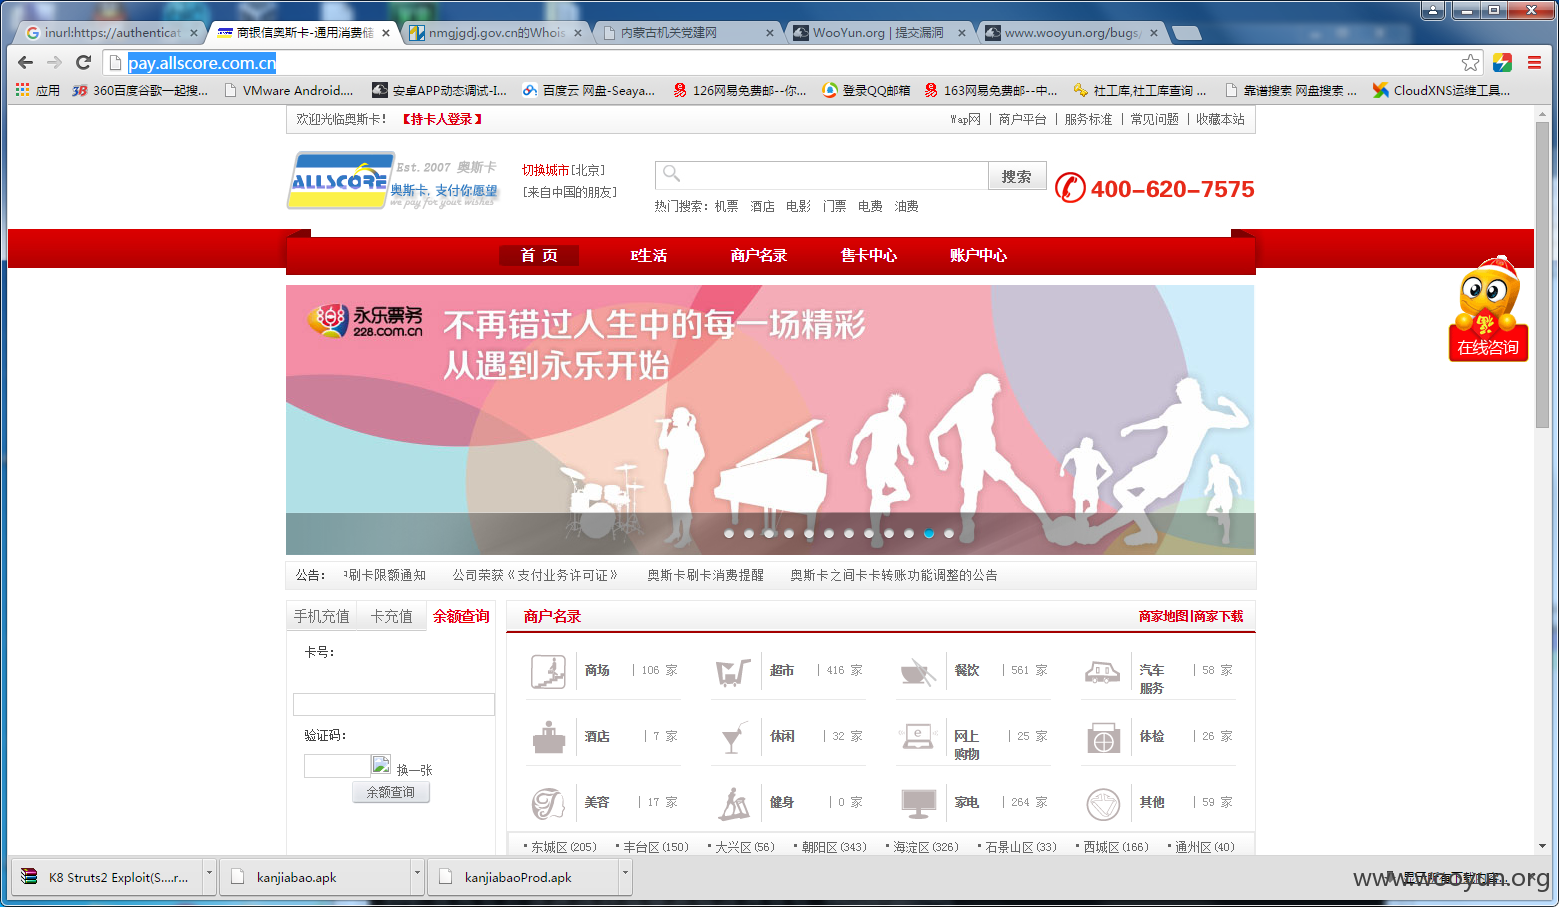 inurl:https://authenticat
商银信奥斯卡-通用消费储
nmgjgdj.gov.cn的Whois
内蒙古机关党建网
WooYun.org | 提交漏洞
www.wooyun.org/bugs/
pay.allscore.com.cn
应用
360百度谷歌一起搜...
VMware Android....
安卓APP动态调试-I...
百度云 网盘-Seaya...
126网易免费邮--你...
登录QQ邮箱
163网易免费邮--中...
社工库,社工库查询 ...
靠谱搜索 网盘搜索 ...
CloudXNS运维工具...
欢迎光临奥斯卡! 【持卡人登录】
Wap网 | 商户平台 | 服务标准 | 常见问题 | 收藏本站
ALLSCORE
Est.2007 奥斯卡
奥斯卡, 支付你愿望
we pay for your wishes
切换城市[北京]
[来自中国的朋友]
搜索
热门搜索: 机票 酒店 电影 门票 电费 油费
400-620-7575
首 页
E生活
商户名录
售卡中心
账户中心
永乐票务
228.com.cn
不再错过人生中的每一场精彩
从遇到永乐开始
福
在线咨询
公告:
刷卡限额通知
公司荣获《支付业务许可证》
奥斯卡刷卡消费提醒
奥斯卡之间卡卡转账功能调整的公告
手机充值
卡充值
余额查询
卡号:
验证码:
换一张
余额查询
商户名录
商家地图|商家下载
商场 | 106 家
超市 | 416 家
餐饮 | 561 家
汽车服务 | 58 家
酒店 | 7 家
休闲 | 32 家
网上购物 | 25 家
体检 | 26 家
美容 | 17 家
健身 | 0 家
家电 | 264 家
其他 | 59 家
东城区(205)
丰台区(150)
大兴区(56)
朝阳区(343)
海淀区(326)
石景山区(33)
西城区(166)
通州区(40)
K8 Struts2 Exploit(S....r...
kanjiabao.apk
kanjiabaoProd.apk
显示所有下载内容...
www.wooyun.org